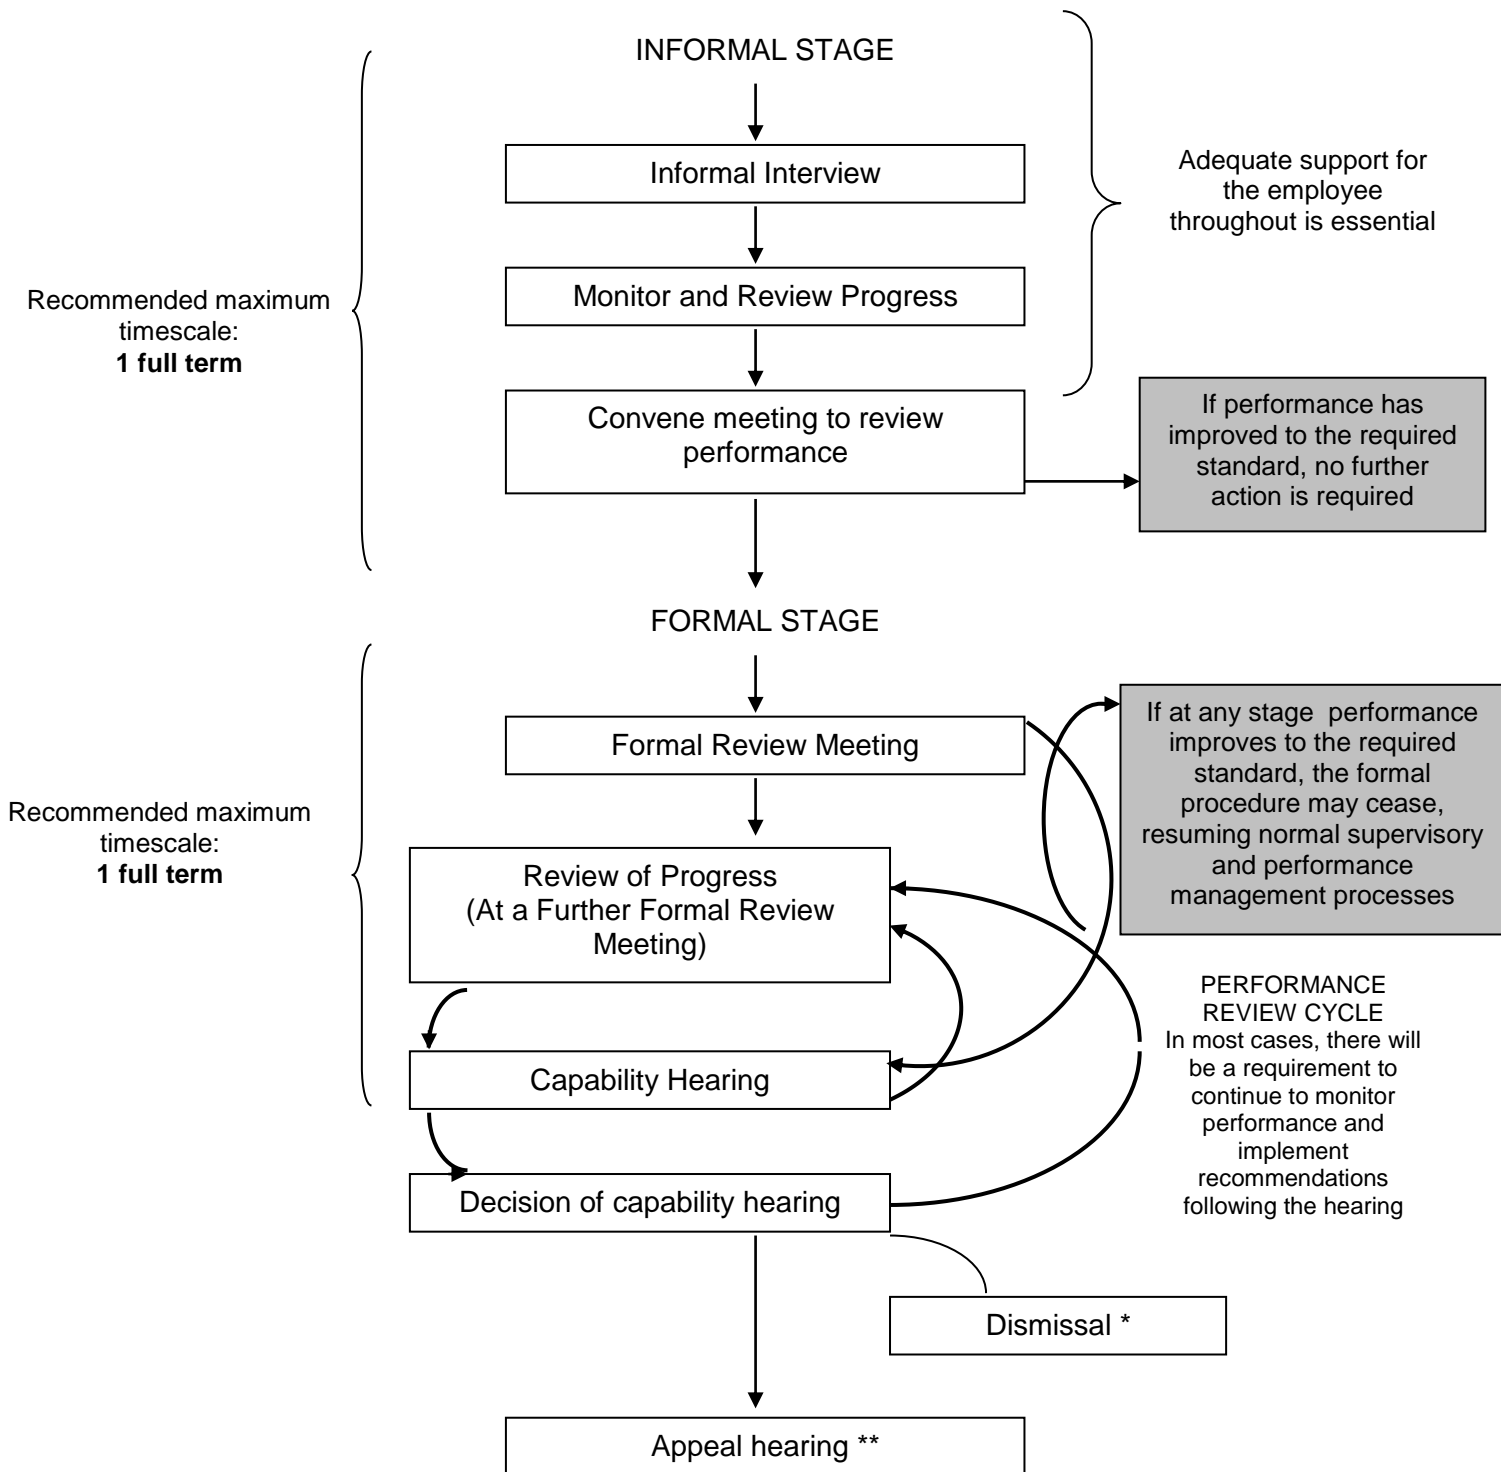 INFORMAL STAGE
Informal Interview
Adequate support for
the employee
throughout is essential
Monitor and Review Progress
Recommended maximum
timescale:
1 full term
Convene meeting to review
performance
If performance has
improved to the required
standard, no further
action is required
FORMAL STAGE
Formal Review Meeting
If at any stage performance
improves to the required
standard, the formal
procedure may cease,
resuming normal supervisory
and performance
management processes
Recommended maximum
timescale:
1 full term
Review of Progress
(At a Further Formal Review
Meeting)
PERFORMANCE
REVIEW CYCLE
In most cases, there will
be a requirement to
continue to monitor
performance and
implement
recommendations
following the hearing
Capability Hearing
Decision of capability hearing
Dismissal *
Appeal hearing **